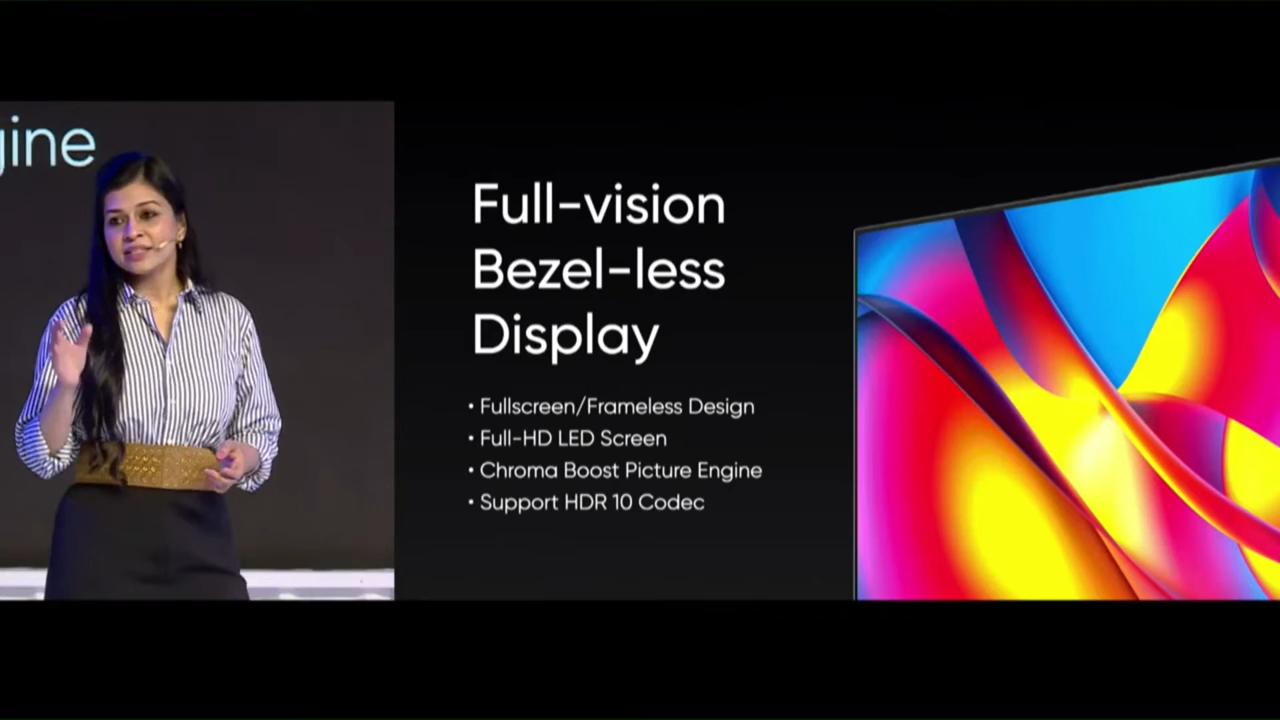 gine
Full-vision
Bezel-less
Display
• Fullscreen/Frameless Design
• Full-HD LED Screen
• Chroma Boost Picture Engine
• Support HDR 10 Codec